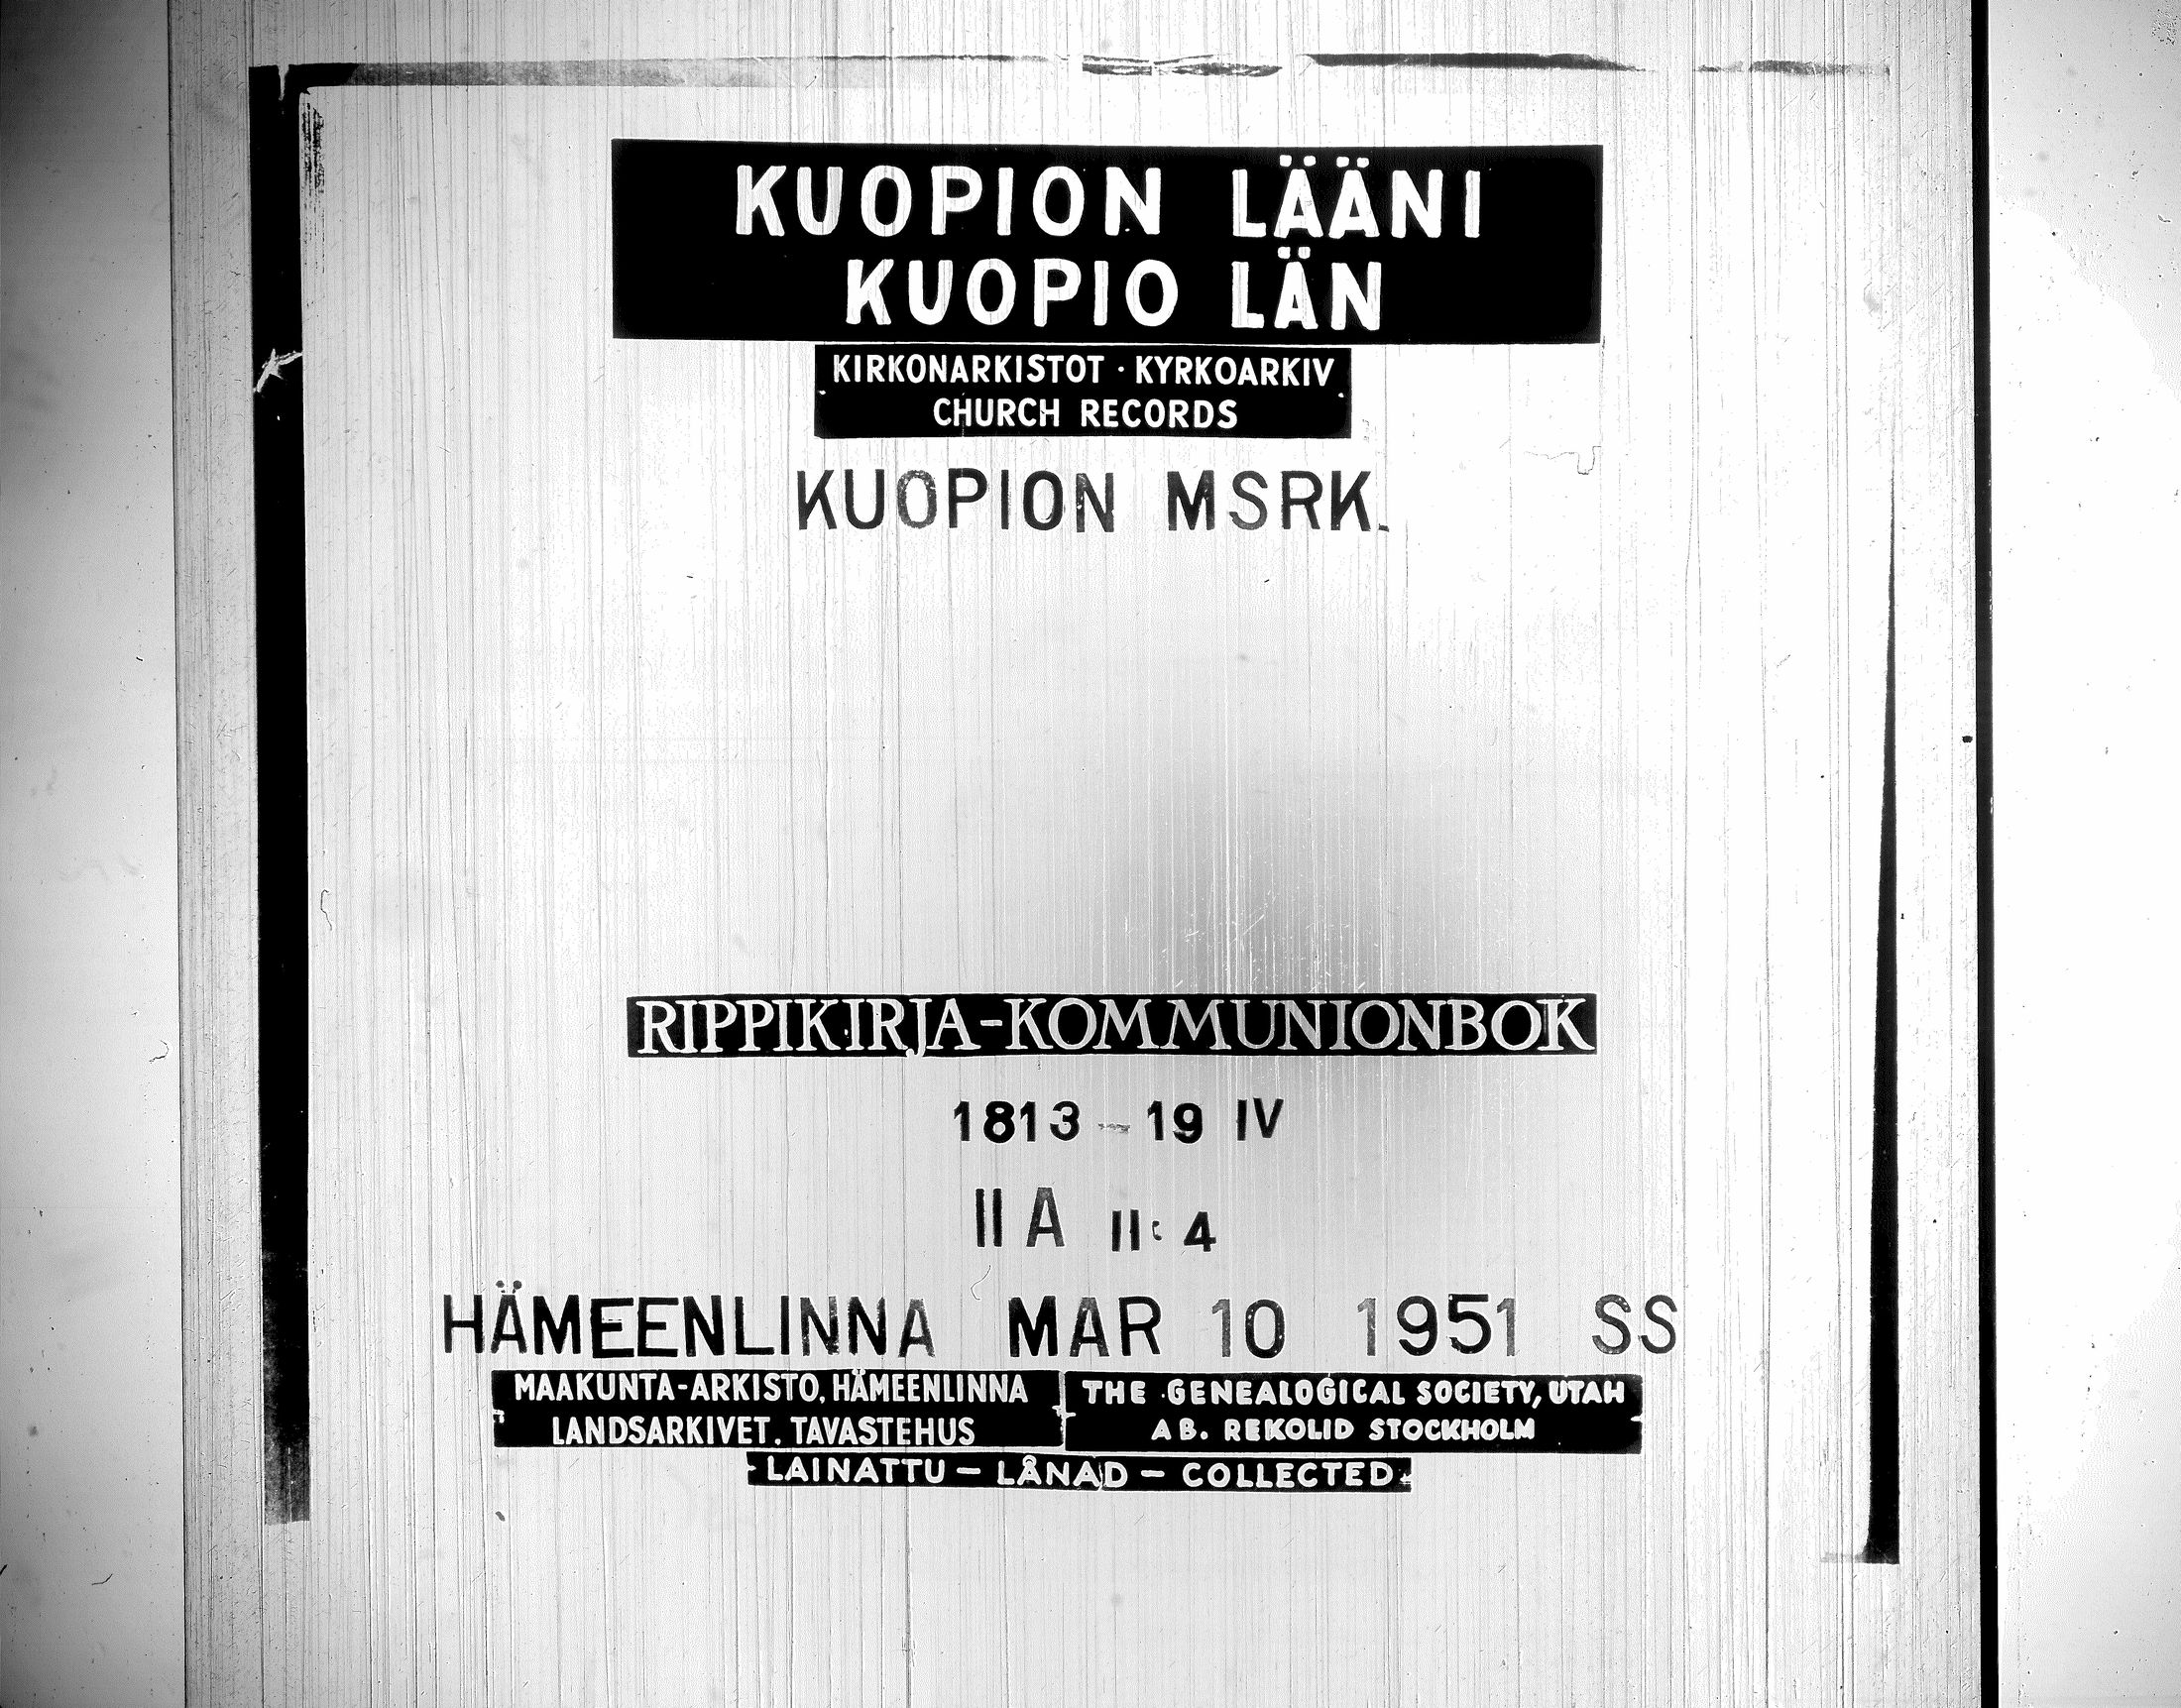 KUOPION LÄÄNI
KUOPIO LÄN
KIRKONARKISTOT · KYRKOARKIV
CHURCH RECORDS
KUOPION MSRK.
RIPPIKIRJA-KOMMUNIONBOK
1813 - 19 IV
II A II: 4
HÄMEENLINNA MAR 10 1951 SS
MAAKUNTA-ARKISTO, HÄMEENLINNA
LANDSARKIVET, TAVASTEHUS
THE GENEALOGICAL SOCIETY, UTAH
AB. REKOLID STOCKHOLM
LAINATTU - LÅNAD - COLLECTED